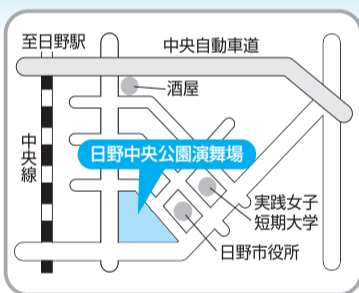 至日野駅
中央自動車道
酒屋
中央線
日野中央公園演舞場
実践女子
短期大学
日野市役所